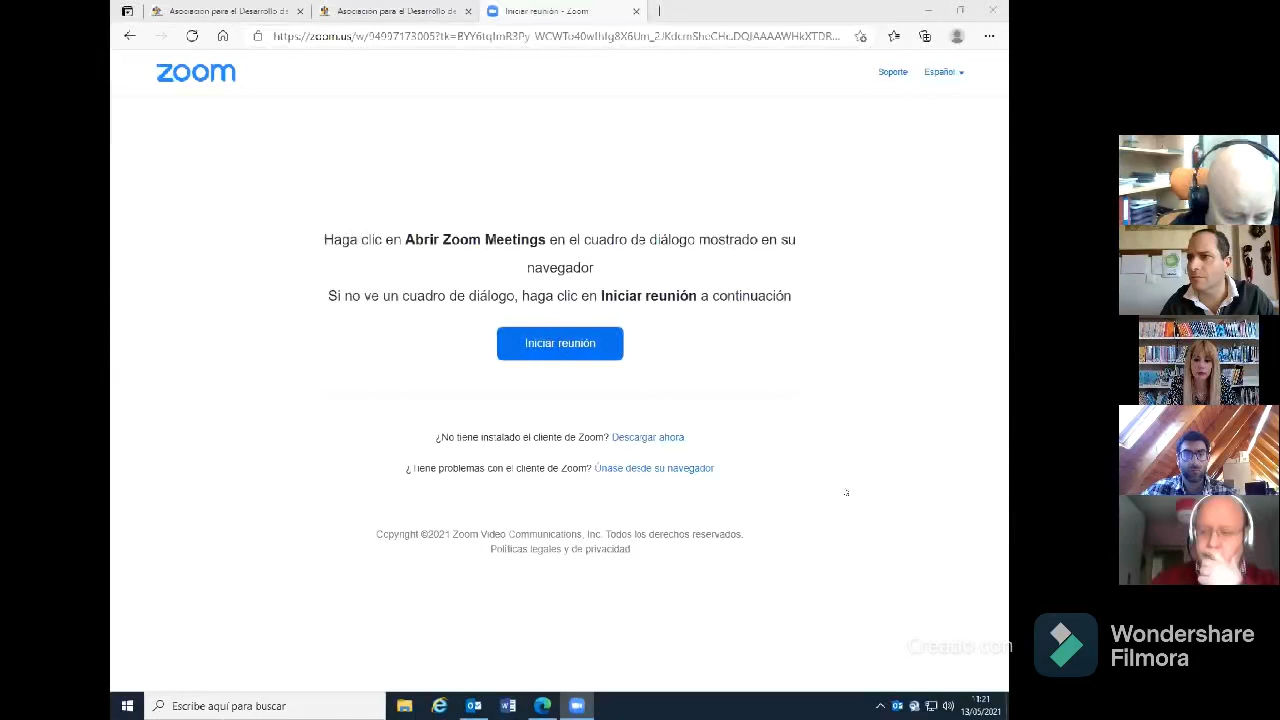 Asociación para el Desarrollo de
Asociación para el Desarrollo de
Iniciar reunión - Zoom
zoom
Soporte
Español
Haga clic en Abrir Zoom Meetings en el cuadro de diálogo mostrado en su
navegador
Si no ve un cuadro de diálogo, haga clic en Iniciar reunión a continuación
Iniciar reunión
¿No tiene instalado el cliente de Zoom? Descargar ahora
¿Tiene problemas con el cliente de Zoom? Únase desde su navegador
Copyright ©2021 Zoom Video Communications, Inc. Todos los derechos reservados.
Políticas legales y de privacidad
Creado con
Wondershare
Filmora
Escribe aquí para buscar
11:21
13/05/2021